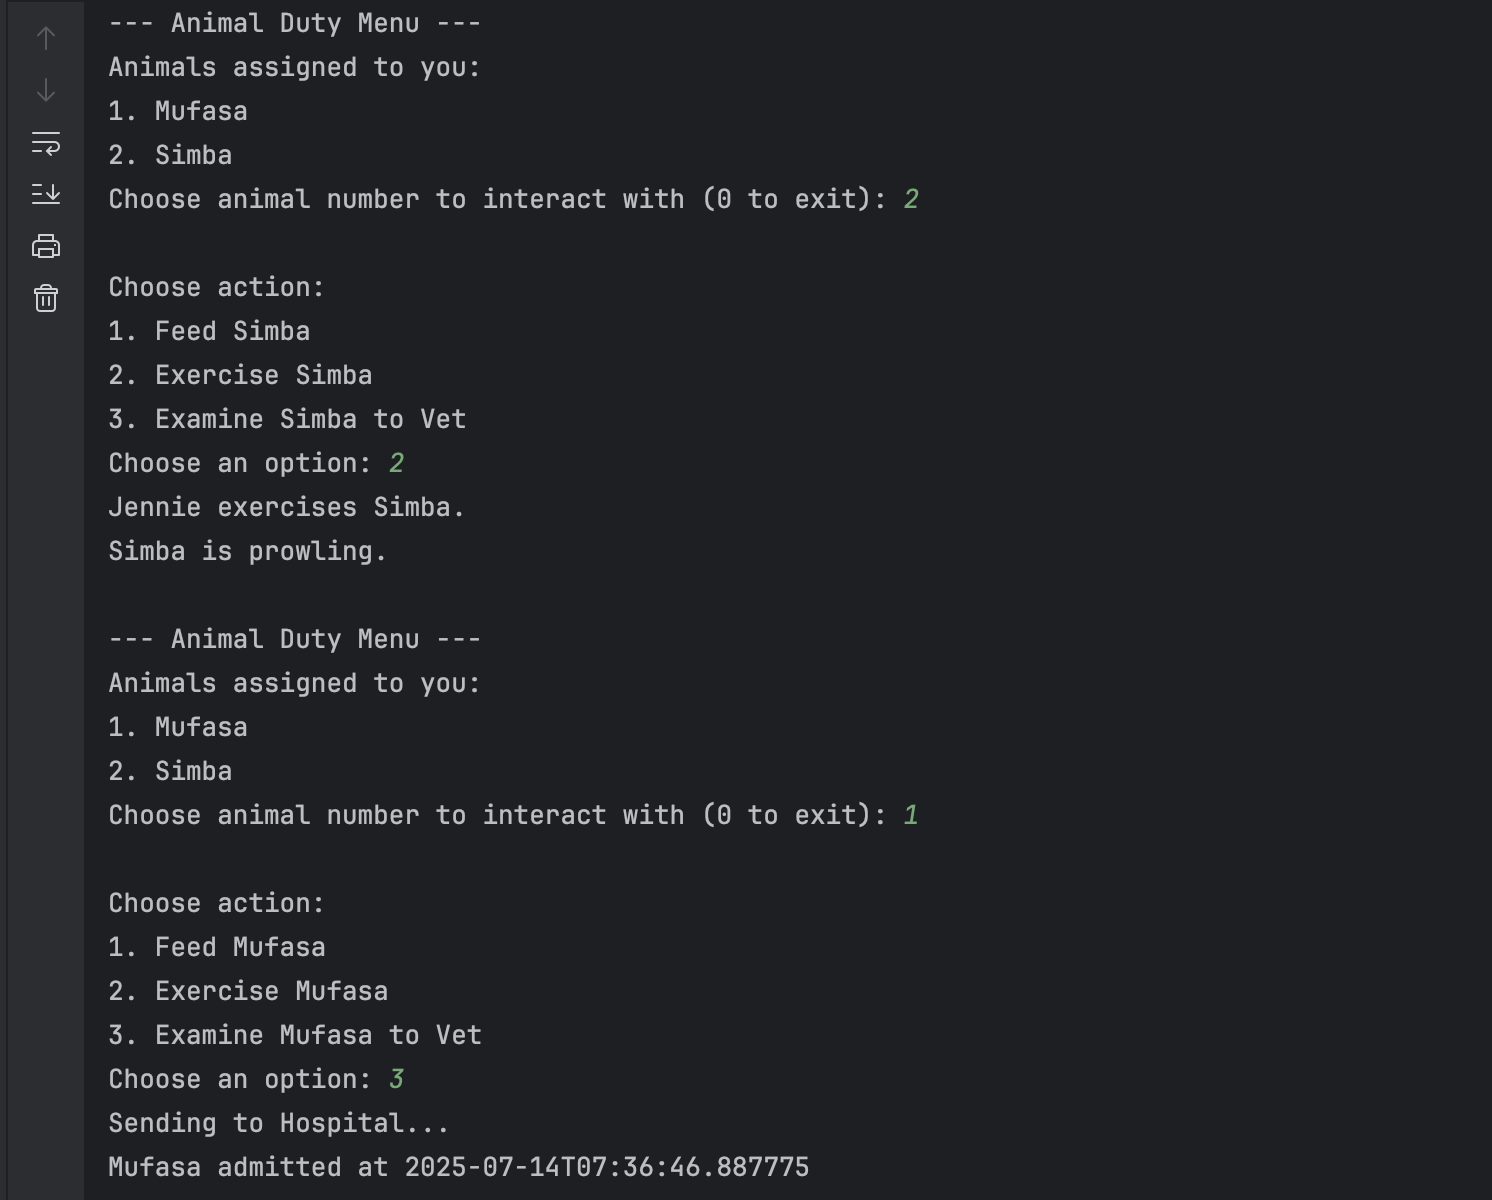 --- Animal Duty Menu ---
Animals assigned to you:
1. Mufasa
2. Simba
Choose animal number to interact with (0 to exit): 2
Choose action:
1. Feed Simba
2. Exercise Simba
3. Examine Simba to Vet
Choose an option: 2
Jennie exercises Simba.
Simba is prowling.
--- Animal Duty Menu ---
Animals assigned to you:
1. Mufasa
2. Simba
Choose animal number to interact with (0 to exit): 1
Choose action:
1. Feed Mufasa
2. Exercise Mufasa
3. Examine Mufasa to Vet
Choose an option: 3
Sending to Hospital...
Mufasa admitted at 2025-07-14T07:36:46.887775